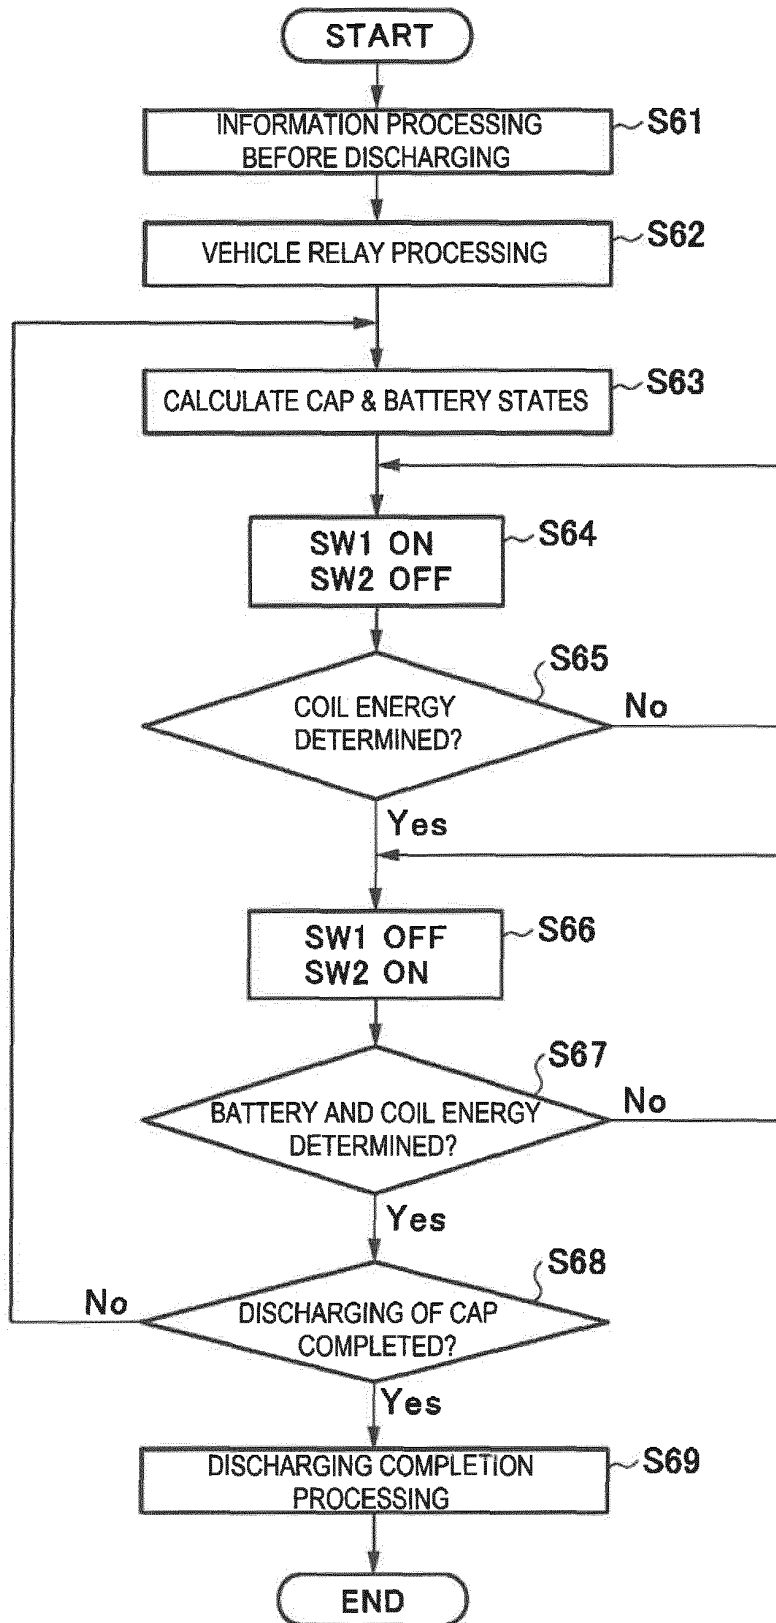 START
INFORMATION PROCESSING
BEFORE DISCHARGING
S61
VEHICLE RELAY PROCESSING
S62
CALCULATE CAP & BATTERY STATES
S63
SW1 ON
SW2 OFF
S64
COIL ENERGY
DETERMINED?
S65
No
Yes
SW1 OFF
SW2 ON
S66
BATTERY AND COIL ENERGY
DETERMINED?
S67
No
Yes
DISCHARGING OF CAP
COMPLETED?
S68
No
Yes
DISCHARGING COMPLETION
PROCESSING
S69
END